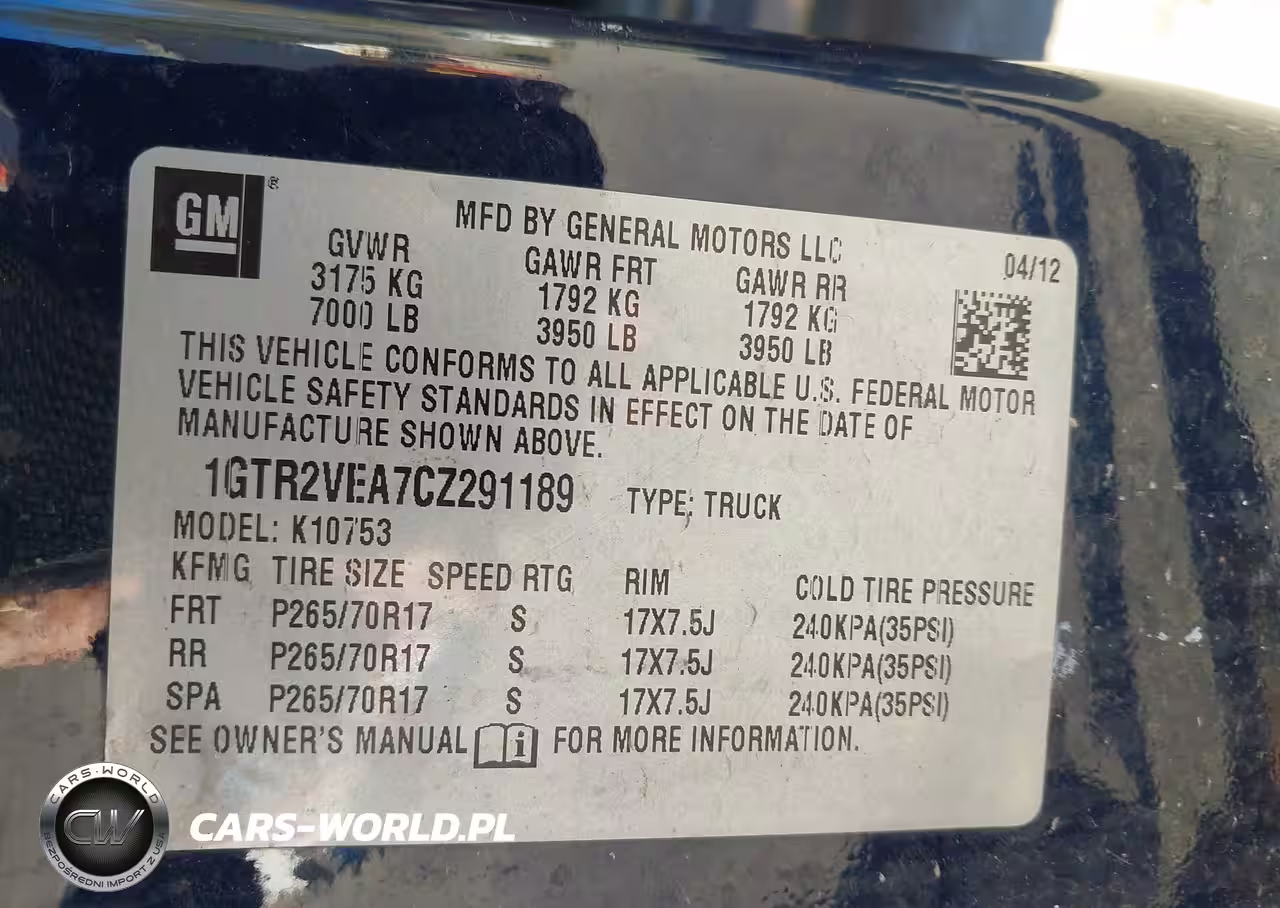 GM®
MFD BY GENERAL MOTORS LLC
04/12
GVWR GAWR FRT GAWR RR
3175 KG 1792 KG 1792 KG
7000 LB 3950 LB 3950 LB
THIS VEHICLE CONFORMS TO ALL APPLICABLE U.S. FEDERAL MOTOR
VEHICLE SAFETY STANDARDS IN EFFECT ON THE DATE OF
MANUFACTURE SHOWN ABOVE.
1GTR2VEA7CZ291189 TYPE: TRUCK
MODEL: K10753
KFMG TIRE SIZE SPEED RTG RIM COLD TIRE PRESSURE
FRT P265/70R17 S 17X7.5J 240KPA(35PSI)
RR P265/70R17 S 17X7.5J 240KPA(35PSI)
SPA P265/70R17 S 17X7.5J 240KPA(35PSI)
SEE OWNER'S MANUAL i FOR MORE INFORMATION.
CARS-WORLD
CW
BEZPOŚREDNI IMPORT Z USA
CARS-WORLD.PL